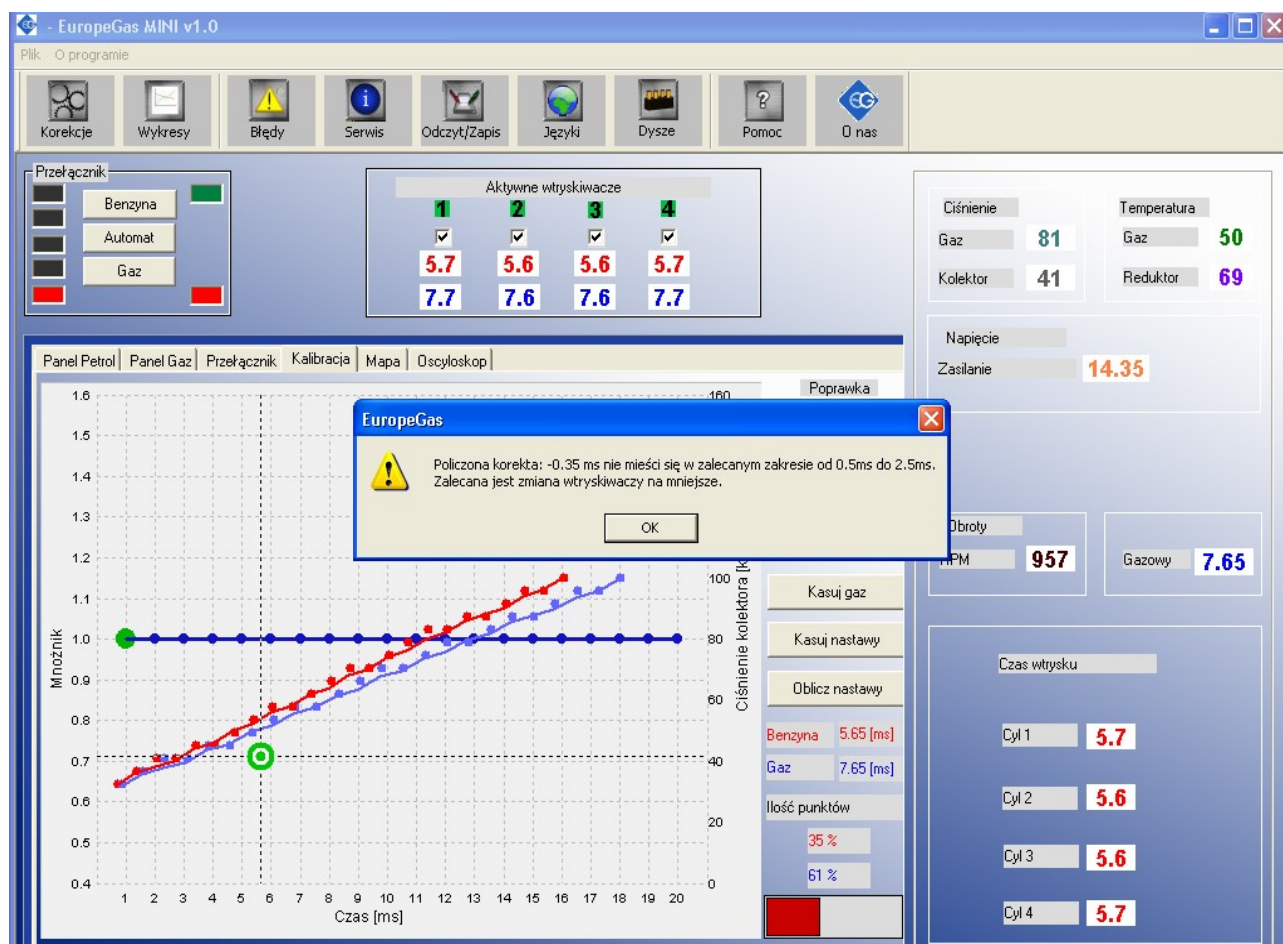 - EuropeGas MINI v1.0
Plik O programie
Korekcje Wykresy Błędy Serwis Odczyt/Zapis Języki Dysze Pomoc O nas
Przełącznik
Benzyna
Automat
Gaz
Aktywne wtryskiwacze
1 2 3 4
5.7 5.6 5.6 5.7
7.7 7.6 7.6 7.7
Ciśnienie
Gaz 81
Kolektor 41
Temperatura
Gaz 50
Reduktor 69
Napięcie
Zasilanie 14.35
Panel Petrol Panel Gaz Przełącznik Kalibracja Mapa Oscyloskop
Poprawka
EuropeGas
Policzona korekta: -0.35 ms nie mieści się w zalecanym zakresie od 0.5ms do 2.5ms.
Zalecana jest zmiana wtryskiwaczy na mniejsze.
OK
Mnożnik
1.6
1.5
1.4
1.3
1.2
1.1
1.0
0.9
0.8
0.7
0.6
0.5
0.4
1 2 3 4 5 6 7 8 9 10 11 12 13 14 15 16 17 18 19 20
Czas [ms]
160
100
80
60
40
20
0
Ciśnienie kolektora [k
Kasuj gaz
Kasuj nastawy
Oblicz nastawy
Benzyna 5.65 [ms]
Gaz 7.65 [ms]
Ilość punktów
35 %
61 %
Obroty
RPM 957
Gazowy 7.65
Czas wtrysku
Cyl 1 5.7
Cyl 2 5.6
Cyl 3 5.6
Cyl 4 5.7